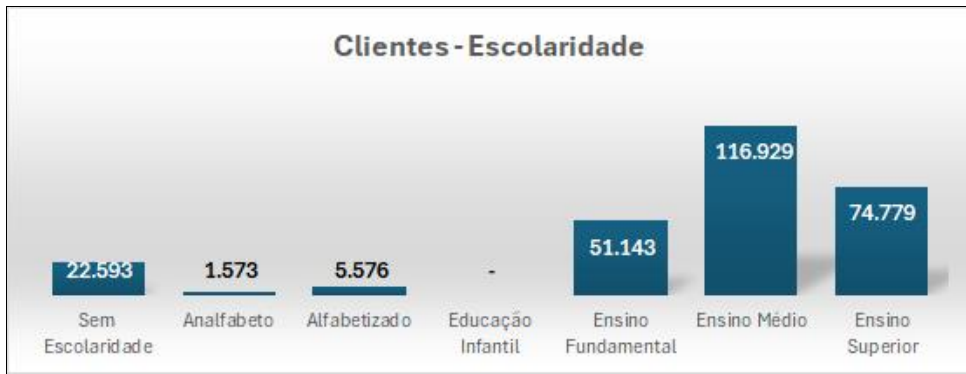 Clientes - Escolaridade
22.593
1.573
5.576
-
51.143
116.929
74.779
Sem
Escolaridade
Analfabeto
Alfabetizado
Educação
Infantil
Ensino
Fundamental
Ensino Médio
Ensino
Superior